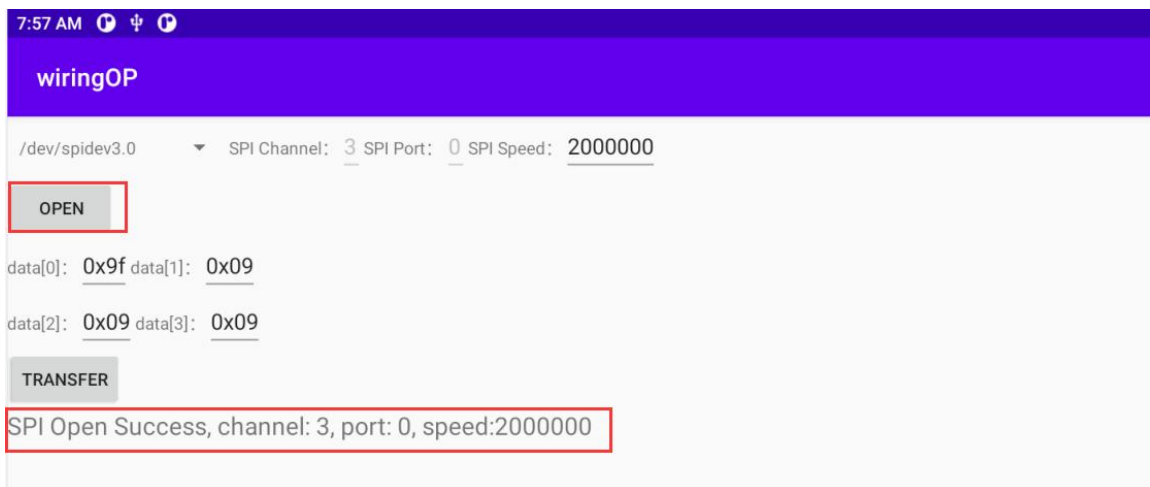 7:57 AM
wiringOP
/dev/spidev3.0 SPI Channel: 3 SPI Port: 0 SPI Speed: 2000000
OPEN
data[0]: 0x9f data[1]: 0x09
data[2]: 0x09 data[3]: 0x09
TRANSFER
SPI Open Success, channel: 3, port: 0, speed:2000000